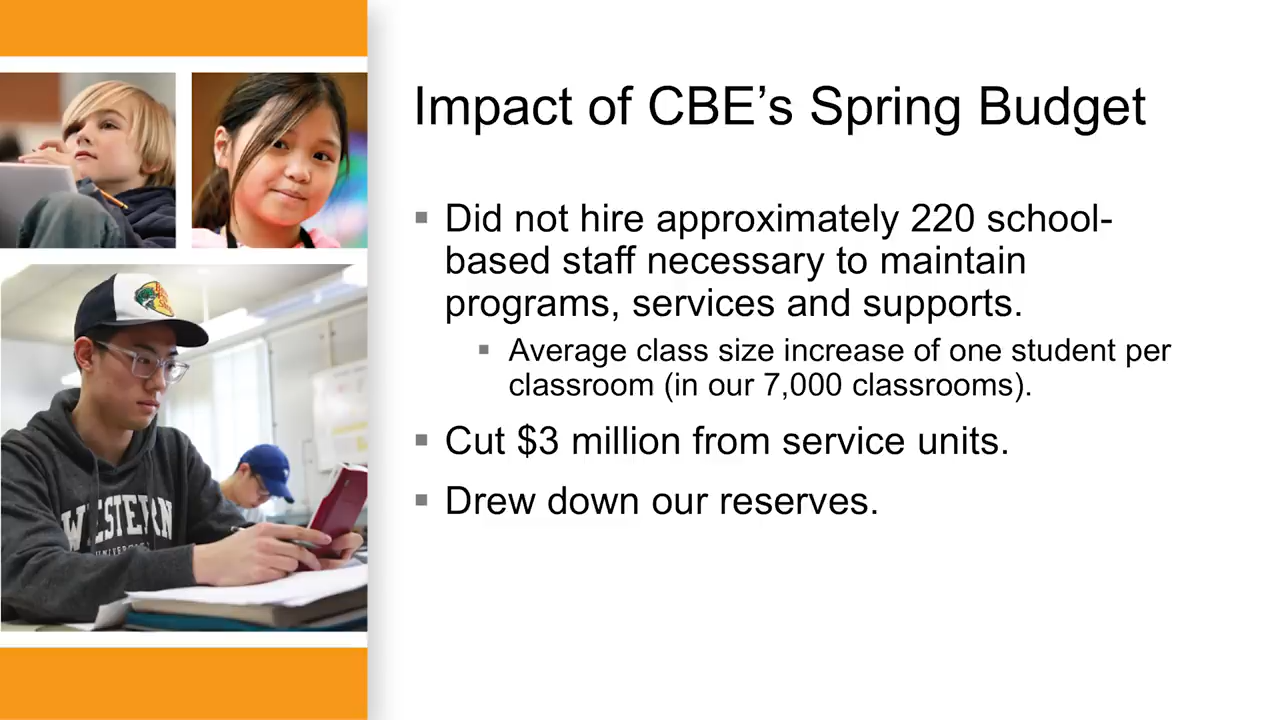 Impact of CBE’s Spring Budget
▪ Did not hire approximately 220 school-
based staff necessary to maintain
programs, services and supports.
▪ Average class size increase of one student per
classroom (in our 7,000 classrooms).
▪ Cut $3 million from service units.
▪ Drew down our reserves.
WESTERN